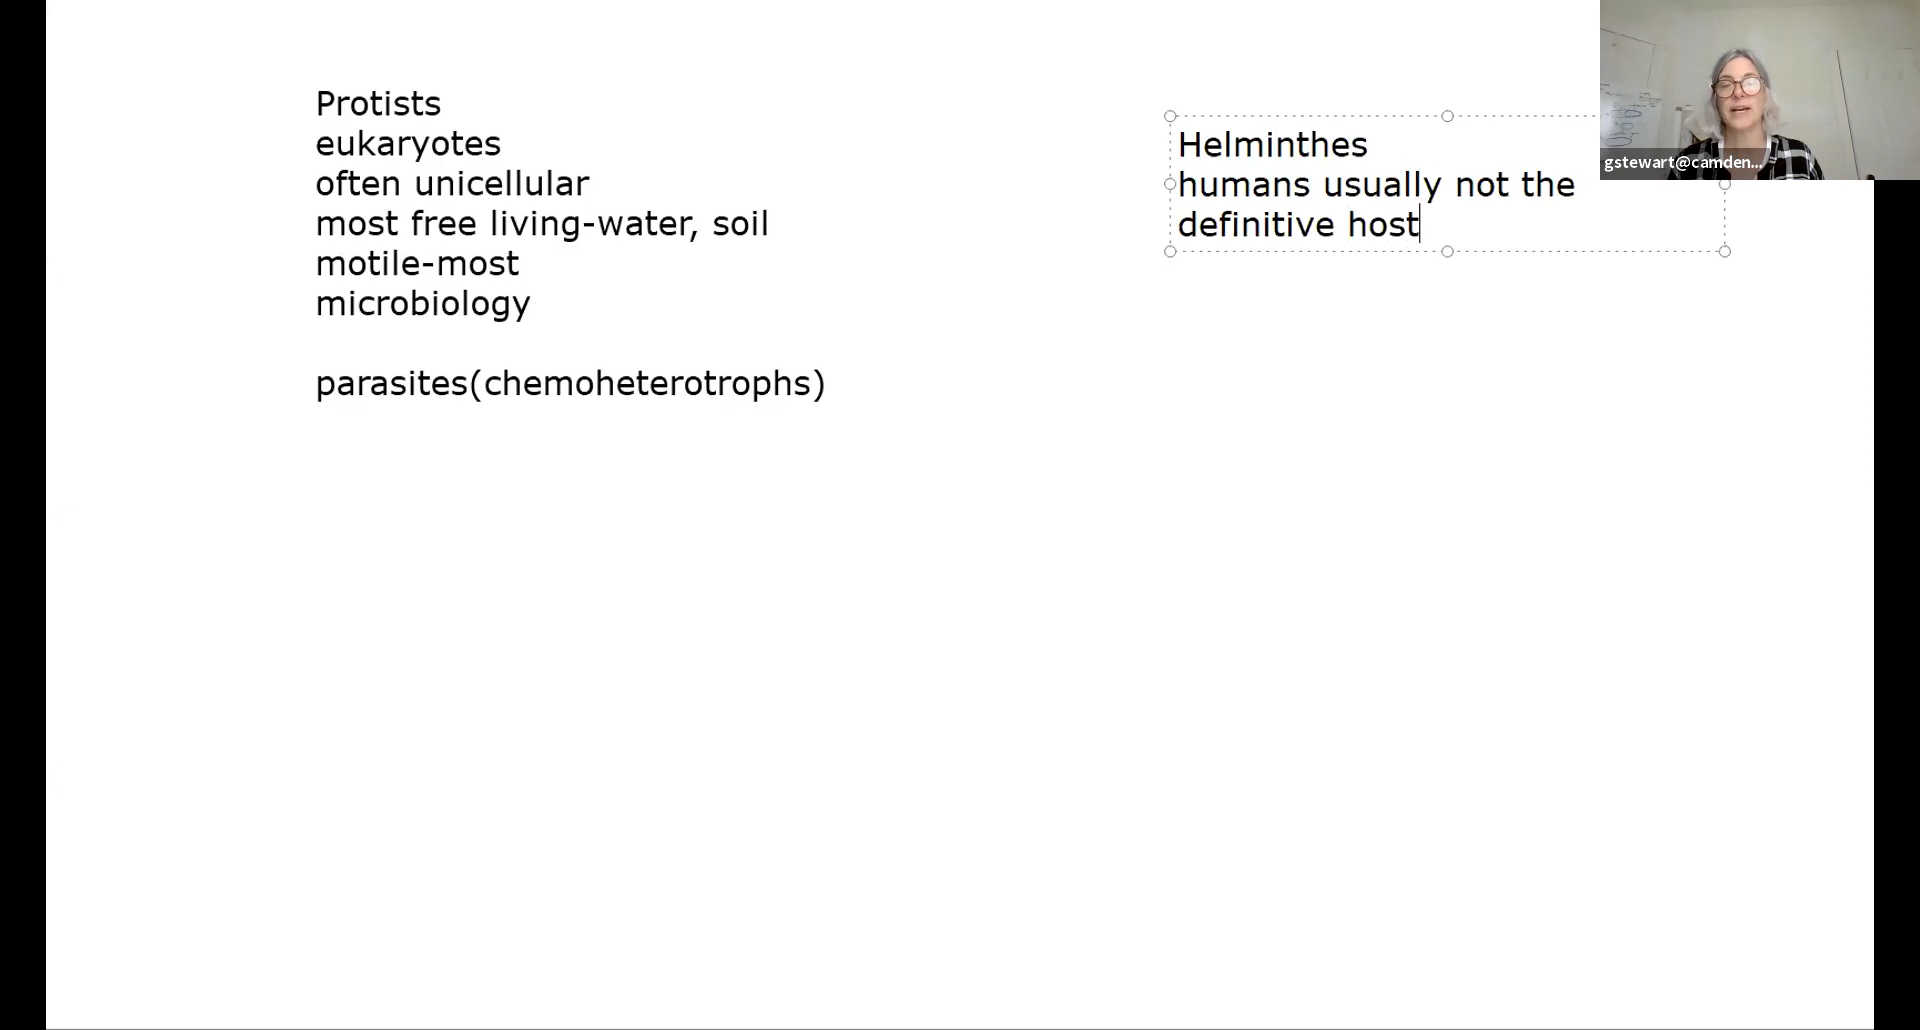 Protists
eukaryotes
often unicellular
most free living-water, soil
motile-most
microbiology
parasites(chemoheterotrophs)
Helminthes
humans usually not the
definitive host
gstewart@camden...